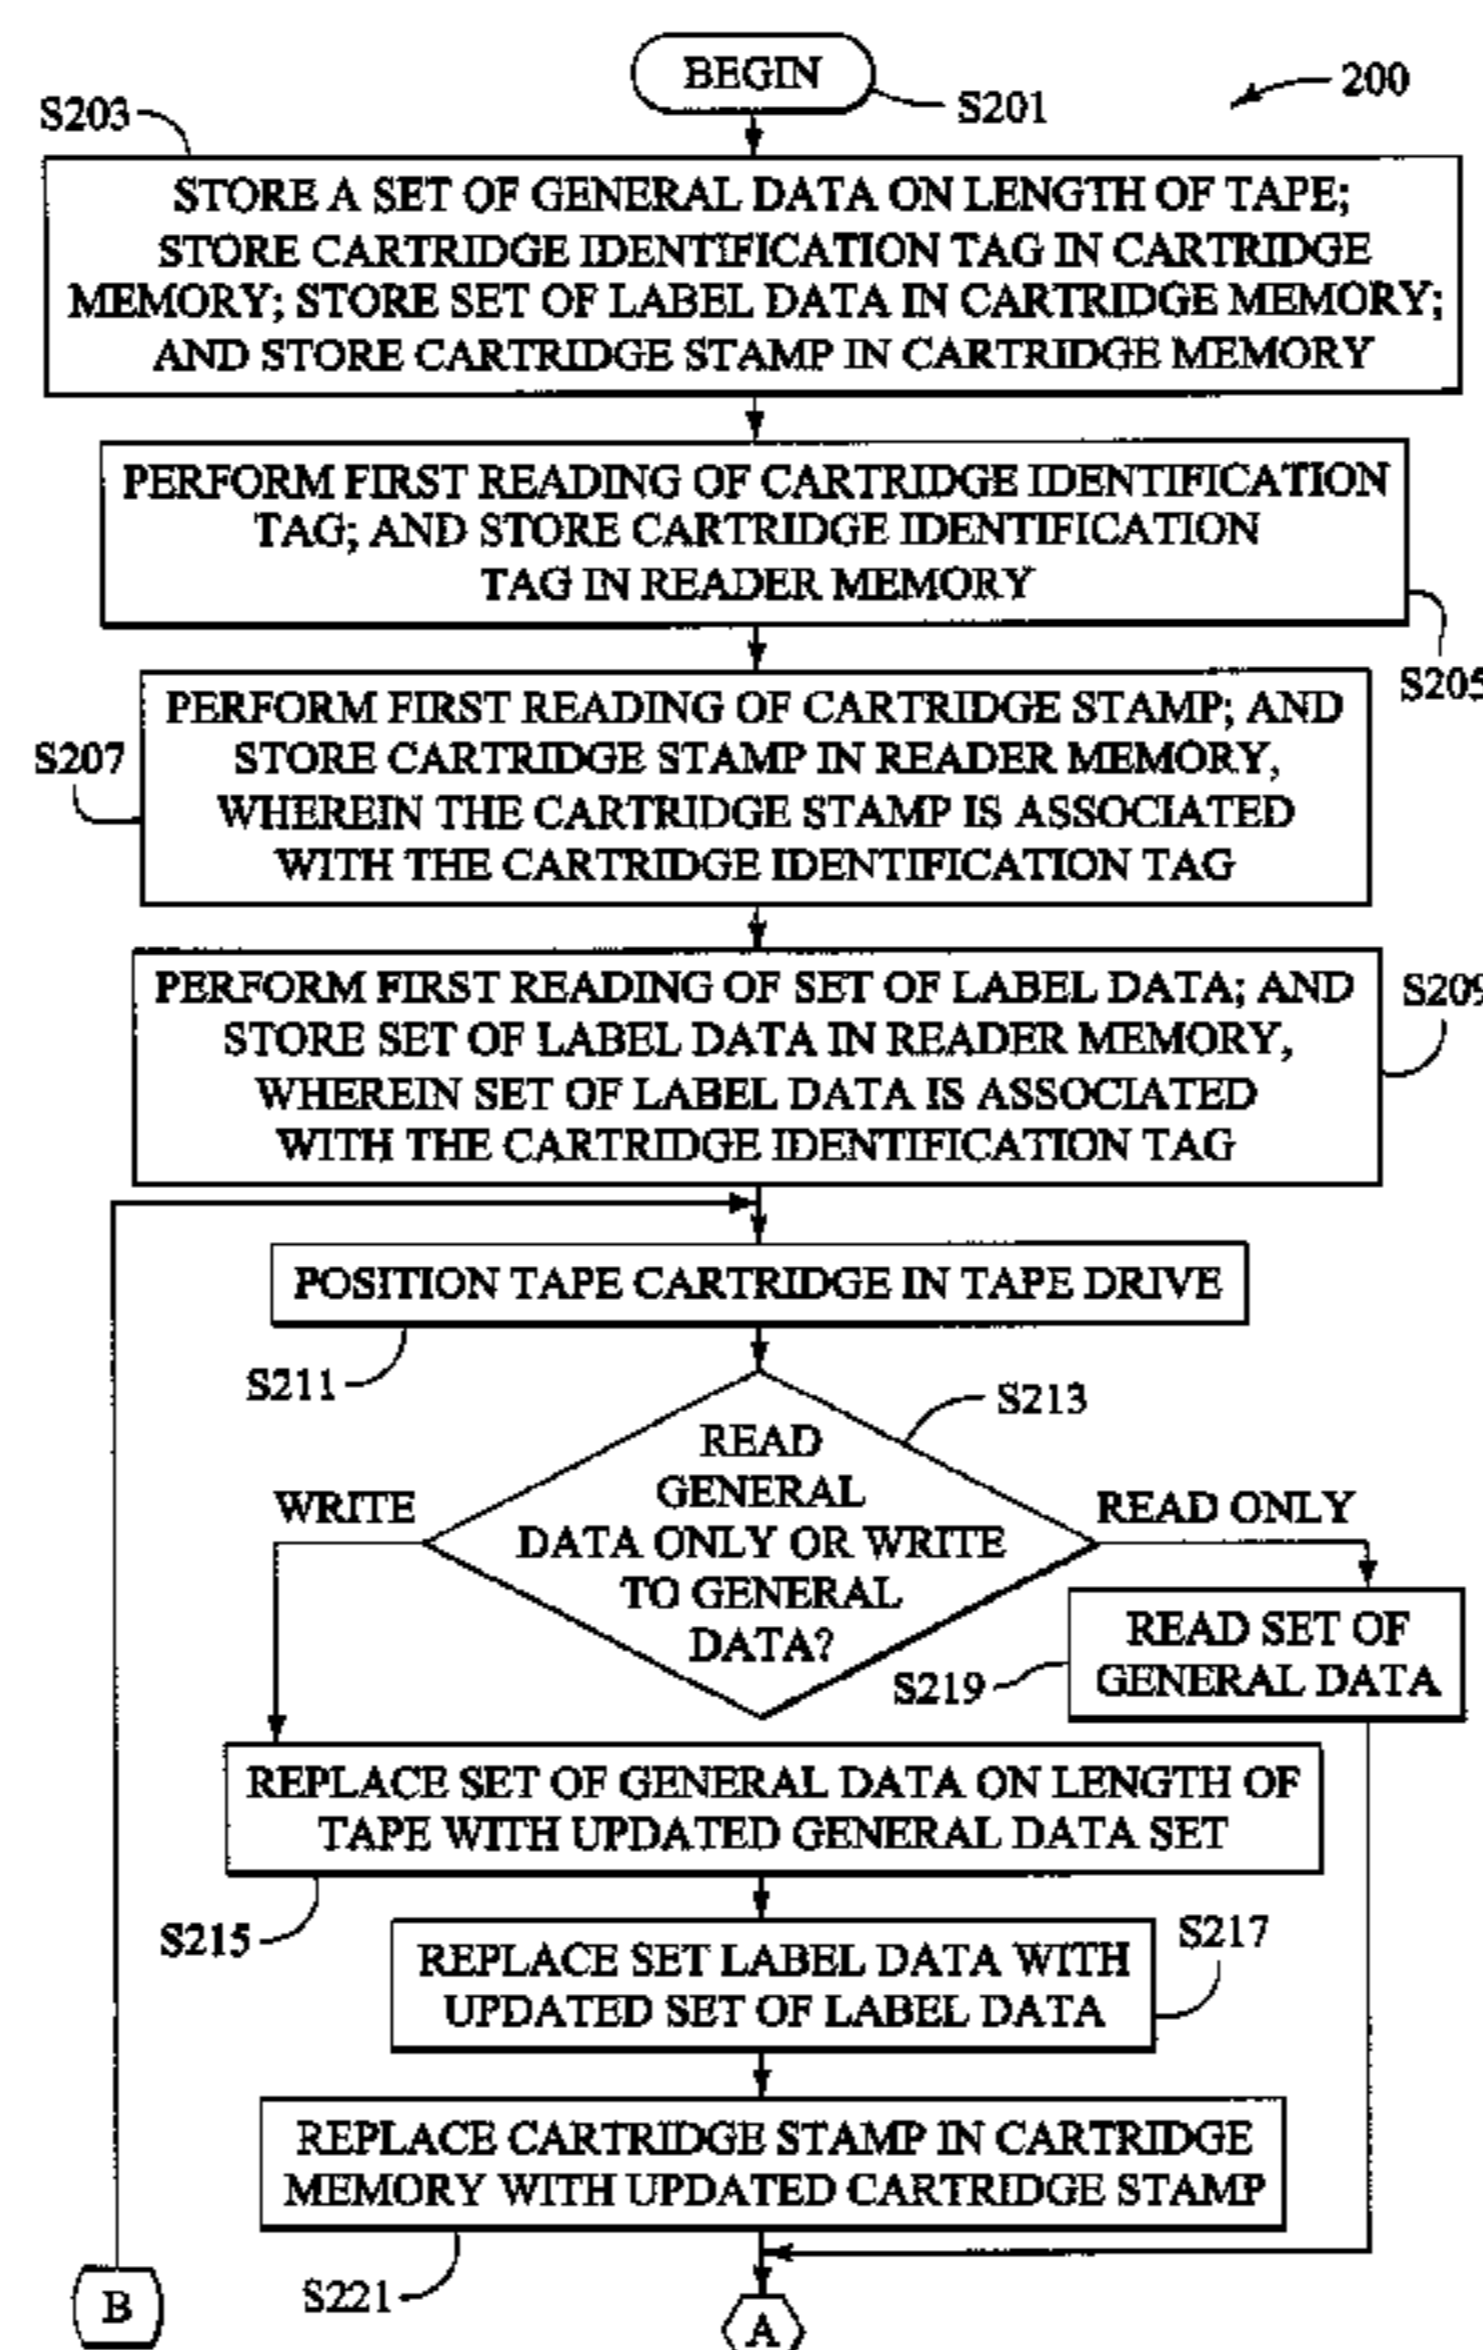 BEGIN
S201
200
S203
STORE A SET OF GENERAL DATA ON LENGTH OF TAPE;
STORE CARTRIDGE IDENTIFICATION TAG IN CARTRIDGE
MEMORY; STORE SET OF LABEL DATA IN CARTRIDGE MEMORY;
AND STORE CARTRIDGE STAMP IN CARTRIDGE MEMORY
PERFORM FIRST READING OF CARTRIDGE IDENTIFICATION
TAG; AND STORE CARTRIDGE IDENTIFICATION
TAG IN READER MEMORY
S205
PERFORM FIRST READING OF CARTRIDGE STAMP; AND
STORE CARTRIDGE STAMP IN READER MEMORY,
WHEREIN THE CARTRIDGE STAMP IS ASSOCIATED
WITH THE CARTRIDGE IDENTIFICATION TAG
S207
PERFORM FIRST READING OF SET OF LABEL DATA; AND
STORE SET OF LABEL DATA IN READER MEMORY,
WHEREIN SET OF LABEL DATA IS ASSOCIATED
WITH THE CARTRIDGE IDENTIFICATION TAG
S209
POSITION TAPE CARTRIDGE IN TAPE DRIVE
S211
S213
READ
GENERAL
DATA ONLY OR WRITE
TO GENERAL
DATA?
WRITE
READ ONLY
READ SET OF
GENERAL DATA
S219
REPLACE SET OF GENERAL DATA ON LENGTH OF
TAPE WITH UPDATED GENERAL DATA SET
S215
REPLACE SET LABEL DATA WITH
UPDATED SET OF LABEL DATA
S217
REPLACE CARTRIDGE STAMP IN CARTRIDGE
MEMORY WITH UPDATED CARTRIDGE STAMP
S221
B
A